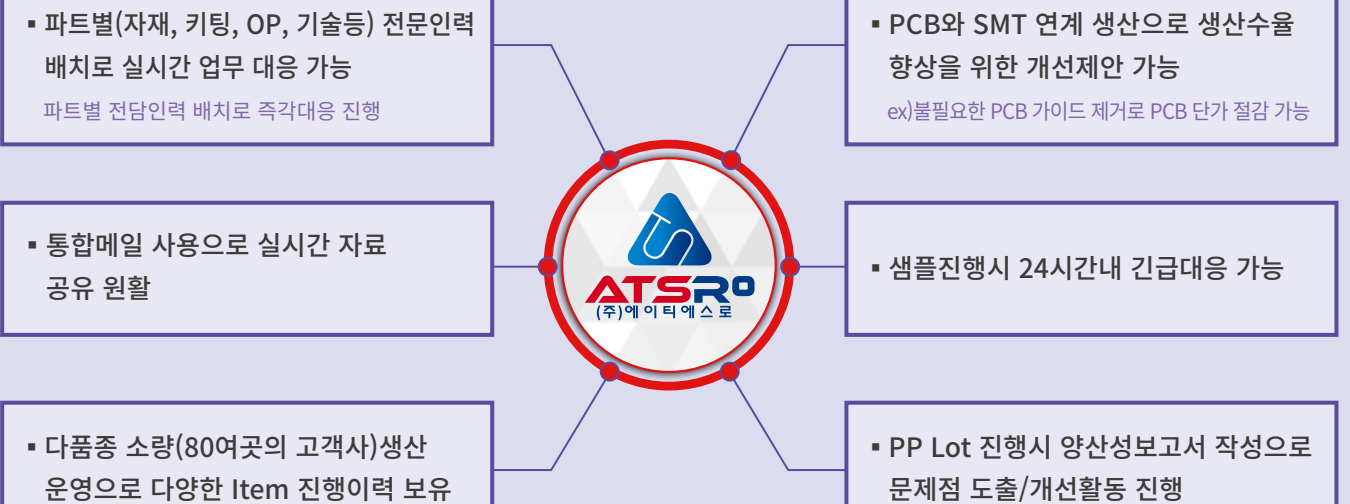 ▪ 파트별(자재, 키팅, OP, 기술등) 전문인력
배치로 실시간 업무 대응 가능
파트별 전담인력 배치로 즉각대응 진행
▪ PCB와 SMT 연계 생산으로 생산수율
향상을 위한 개선제안 가능
ex)불필요한 PCB 가이드 제거로 PCB 단가 절감 가능
▪ 통합메일 사용으로 실시간 자료
공유 원활
ATSRO
(주)에이티에스로
▪ 샘플진행시 24시간내 긴급대응 가능
▪ 다품종 소량(80여곳의 고객사)생산
운영으로 다양한 Item 진행이력 보유
▪ PP Lot 진행시 양산성보고서 작성으로
문제점 도출/개선활동 진행